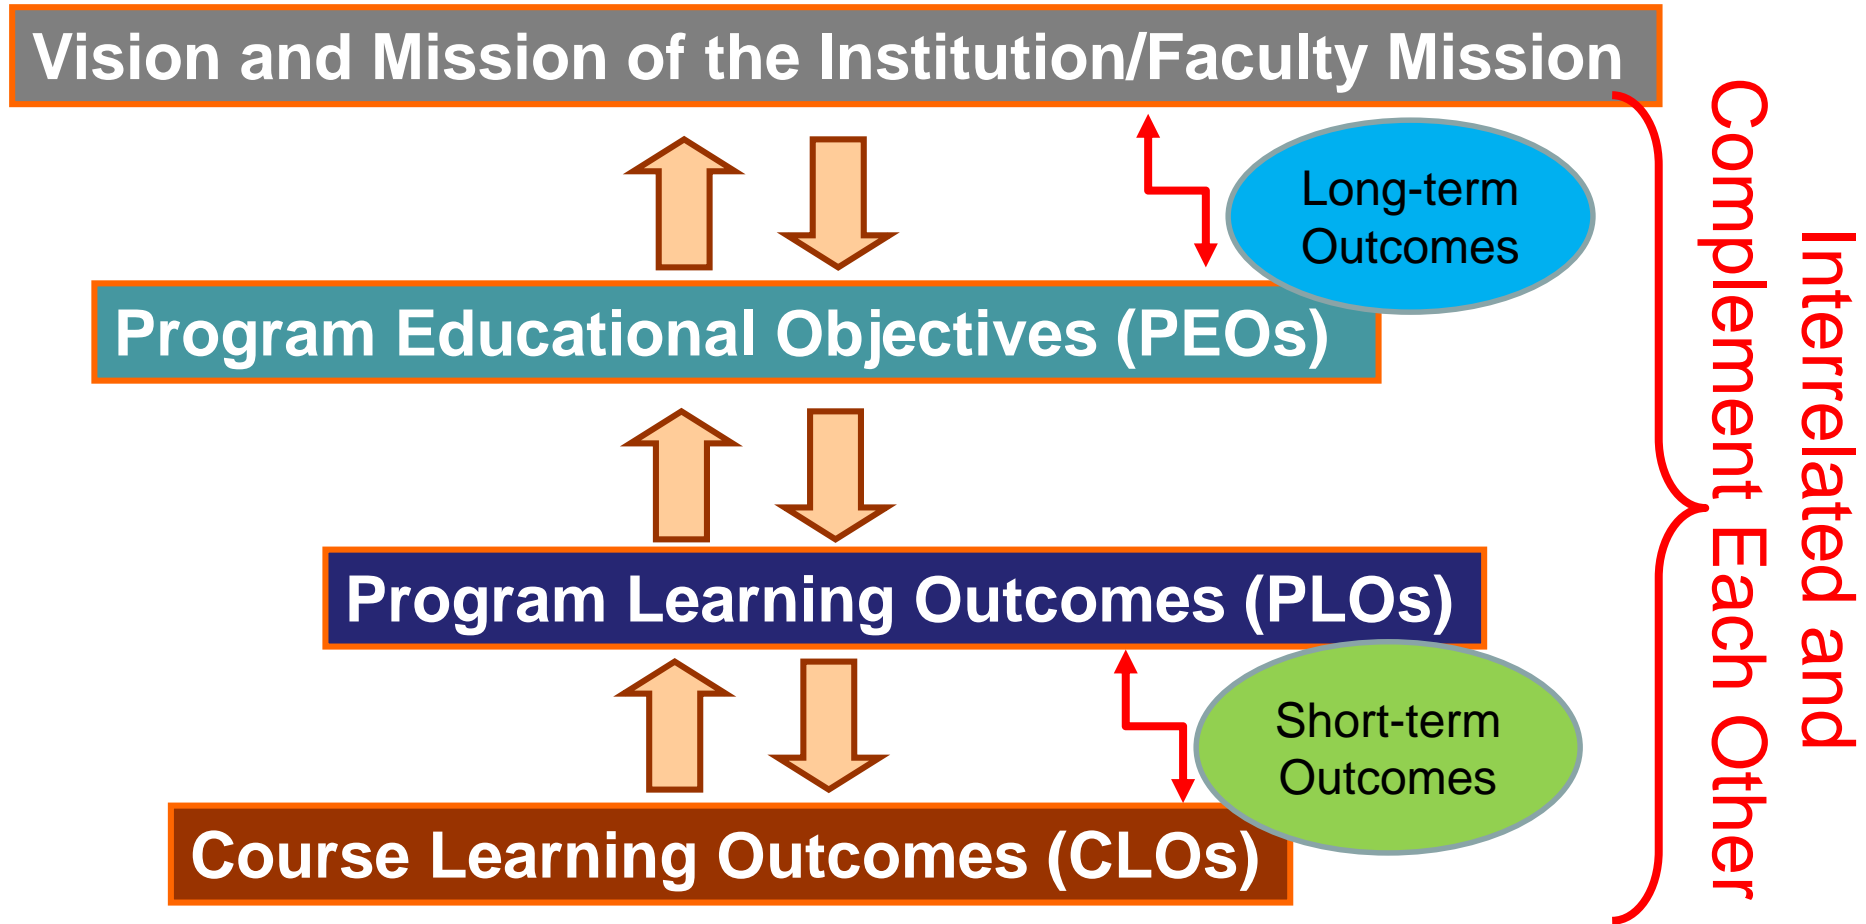 Vision and Mission of the Institution/Faculty Mission
Long-term
Outcomes
Program Educational Objectives (PEOs)
Program Learning Outcomes (PLOs)
Short-term
Outcomes
Course Learning Outcomes (CLOs)
Interrelated and
Complement Each Other